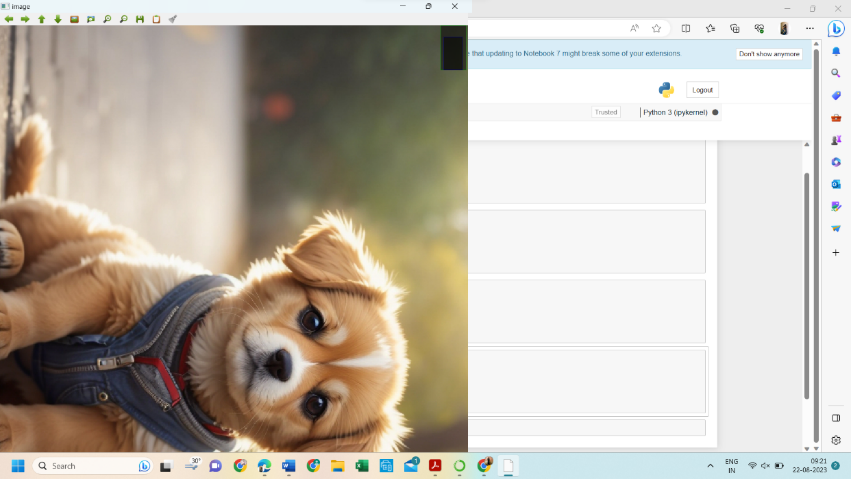 image
e that updating to Notebook 7 might break some of your extensions.
Don't show anymore
Logout
Trusted
Python 3 (ipykernel)
Search
30°
ENG
IN
09:21
22-08-2023